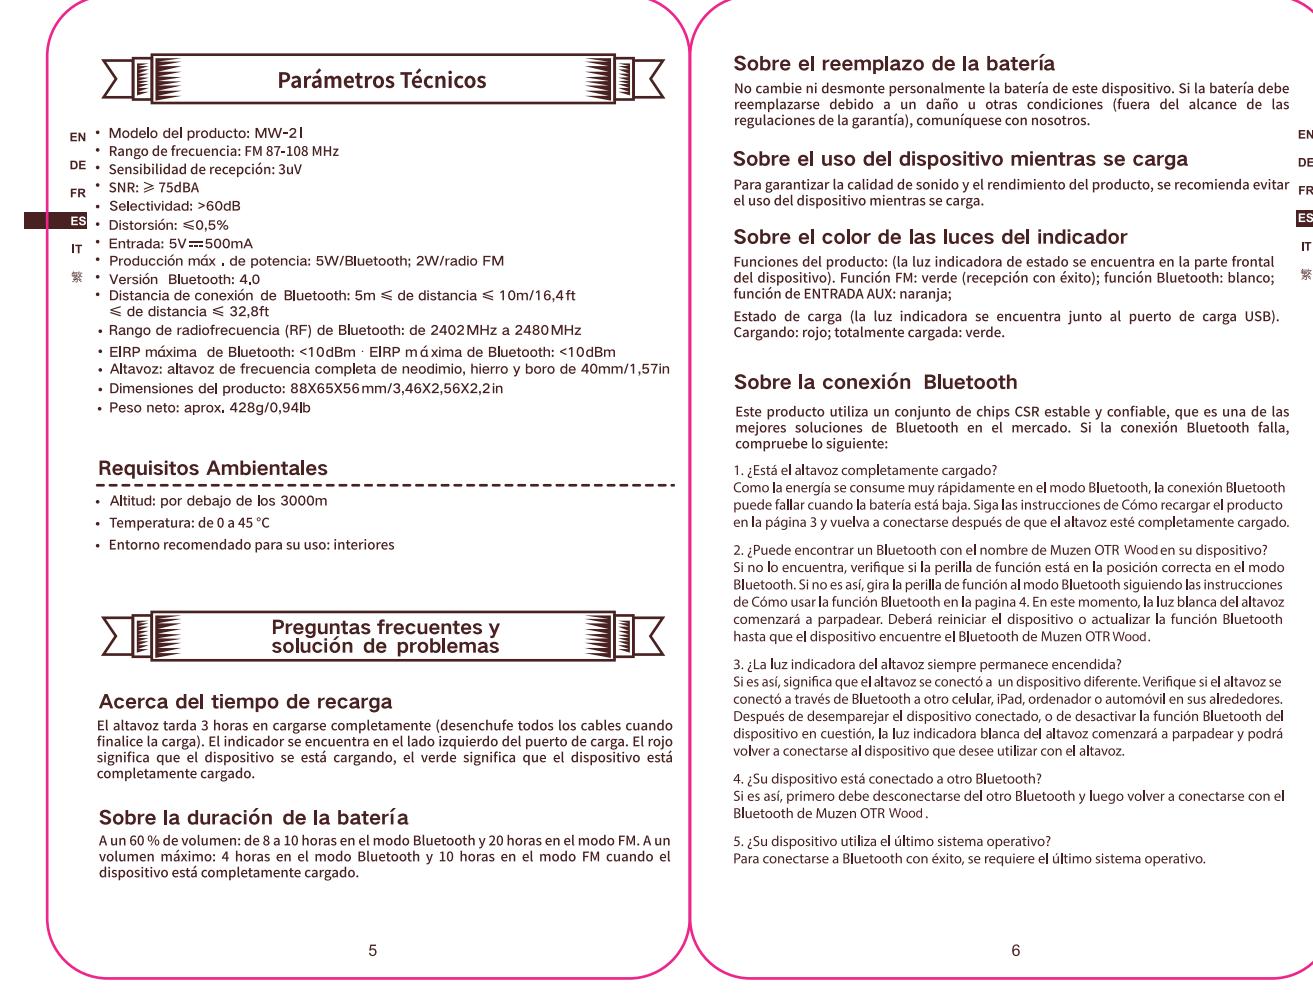 Parámetros Técnicos
EN
DE
FR
ES
IT
繁
• Modelo del producto: MW-2I
• Rango de frecuencia: FM 87-108 MHz
• Sensibilidad de recepción: 3uV
• SNR: ≥ 75dBA
• Selectividad: >60dB
• Distorsión: ≤0,5%
• Entrada: 5V⎓500mA
• Producción máx . de potencia: 5W/Bluetooth; 2W/radio FM
• Versión Bluetooth: 4,0
• Distancia de conexión de Bluetooth: 5m ≤ de distancia ≤ 10m/16,4ft
≤ de distancia ≤ 32,8ft
• Rango de radiofrecuencia (RF) de Bluetooth: de 2402MHz a 2480MHz
• EIRP máxima de Bluetooth: <10dBm · EIRP má xima de Bluetooth: <10dBm
• Altavoz: altavoz de frecuencia completa de neodimio, hierro y boro de 40mm/1,57in
• Dimensiones del producto: 88X65X56mm/3,46X2,56X2,2in
• Peso neto: aprox. 428g/0,94lb
Requisitos Ambientales
• Altitud: por debajo de los 3000m
• Temperatura: de 0 a 45 °C
• Entorno recomendado para su uso: interiores
Preguntas frecuentes y
solución de problemas
Acerca del tiempo de recarga
El altavoz tarda 3 horas en cargarse completamente (desenchufe todos los cables cuando
finalice la carga). El indicador se encuentra en el lado izquierdo del puerto de carga. El rojo
significa que el dispositivo se está cargando, el verde significa que el dispositivo está
completamente cargado.
Sobre la duración de la batería
A un 60 % de volumen: de 8 a 10 horas en el modo Bluetooth y 20 horas en el modo FM. A un
volumen máximo: 4 horas en el modo Bluetooth y 10 horas en el modo FM cuando el
dispositivo está completamente cargado.
5
Sobre el reemplazo de la batería
No cambie ni desmonte personalmente la batería de este dispositivo. Si la batería debe
reemplazarse debido a un daño u otras condiciones (fuera del alcance de las
regulaciones de la garantía), comuníquese con nosotros.
Sobre el uso del dispositivo mientras se carga
Para garantizar la calidad de sonido y el rendimiento del producto, se recomienda evitar
el uso del dispositivo mientras se carga.
Sobre el color de las luces del indicador
Funciones del producto: (la luz indicadora de estado se encuentra en la parte frontal
del dispositivo). Función FM: verde (recepción con éxito); función Bluetooth: blanco;
función de ENTRADA AUX: naranja;
Estado de carga (la luz indicadora se encuentra junto al puerto de carga USB).
Cargando: rojo; totalmente cargada: verde.
Sobre la conexión Bluetooth
Este producto utiliza un conjunto de chips CSR estable y confiable, que es una de las
mejores soluciones de Bluetooth en el mercado. Si la conexión Bluetooth falla,
compruebe lo siguiente:
1. ¿Está el altavoz completamente cargado?
Como la energía se consume muy rápidamente en el modo Bluetooth, la conexión Bluetooth
puede fallar cuando la batería está baja. Siga las instrucciones de Cómo recargar el producto
en la página 3 y vuelva a conectarse después de que el altavoz esté completamente cargado.
2. ¿Puede encontrar un Bluetooth con el nombre de Muzen OTR Wood en su dispositivo?
Si no lo encuentra, verifique si la perilla de función está en la posición correcta en el modo
Bluetooth. Si no es así, gira la perilla de función al modo Bluetooth siguiendo las instrucciones
de Cómo usar la función Bluetooth en la pagina 4. En este momento, la luz blanca del altavoz
comenzará a parpadear. Deberá reiniciar el dispositivo o actualizar la función Bluetooth
hasta que el dispositivo encuentre el Bluetooth de Muzen OTR Wood.
3. ¿La luz indicadora del altavoz siempre permanece encendida?
Si es así, significa que el altavoz se conectó a un dispositivo diferente. Verifique si el altavoz se
conectó a través de Bluetooth a otro celular, iPad, ordenador o automóvil en sus alrededores.
Después de desemparejar el dispositivo conectado, o de desactivar la función Bluetooth del
dispositivo en cuestión, la luz indicadora blanca del altavoz comenzará a parpadear y podrá
volver a conectarse al dispositivo que desee utilizar con el altavoz.
4. ¿Su dispositivo está conectado a otro Bluetooth?
Si es así, primero debe desconectarse del otro Bluetooth y luego volver a conectarse con el
Bluetooth de Muzen OTR Wood.
5. ¿Su dispositivo utiliza el último sistema operativo?
Para conectarse a Bluetooth con éxito, se requiere el último sistema operativo.
EN
DE
FR
ES
IT
繁
6